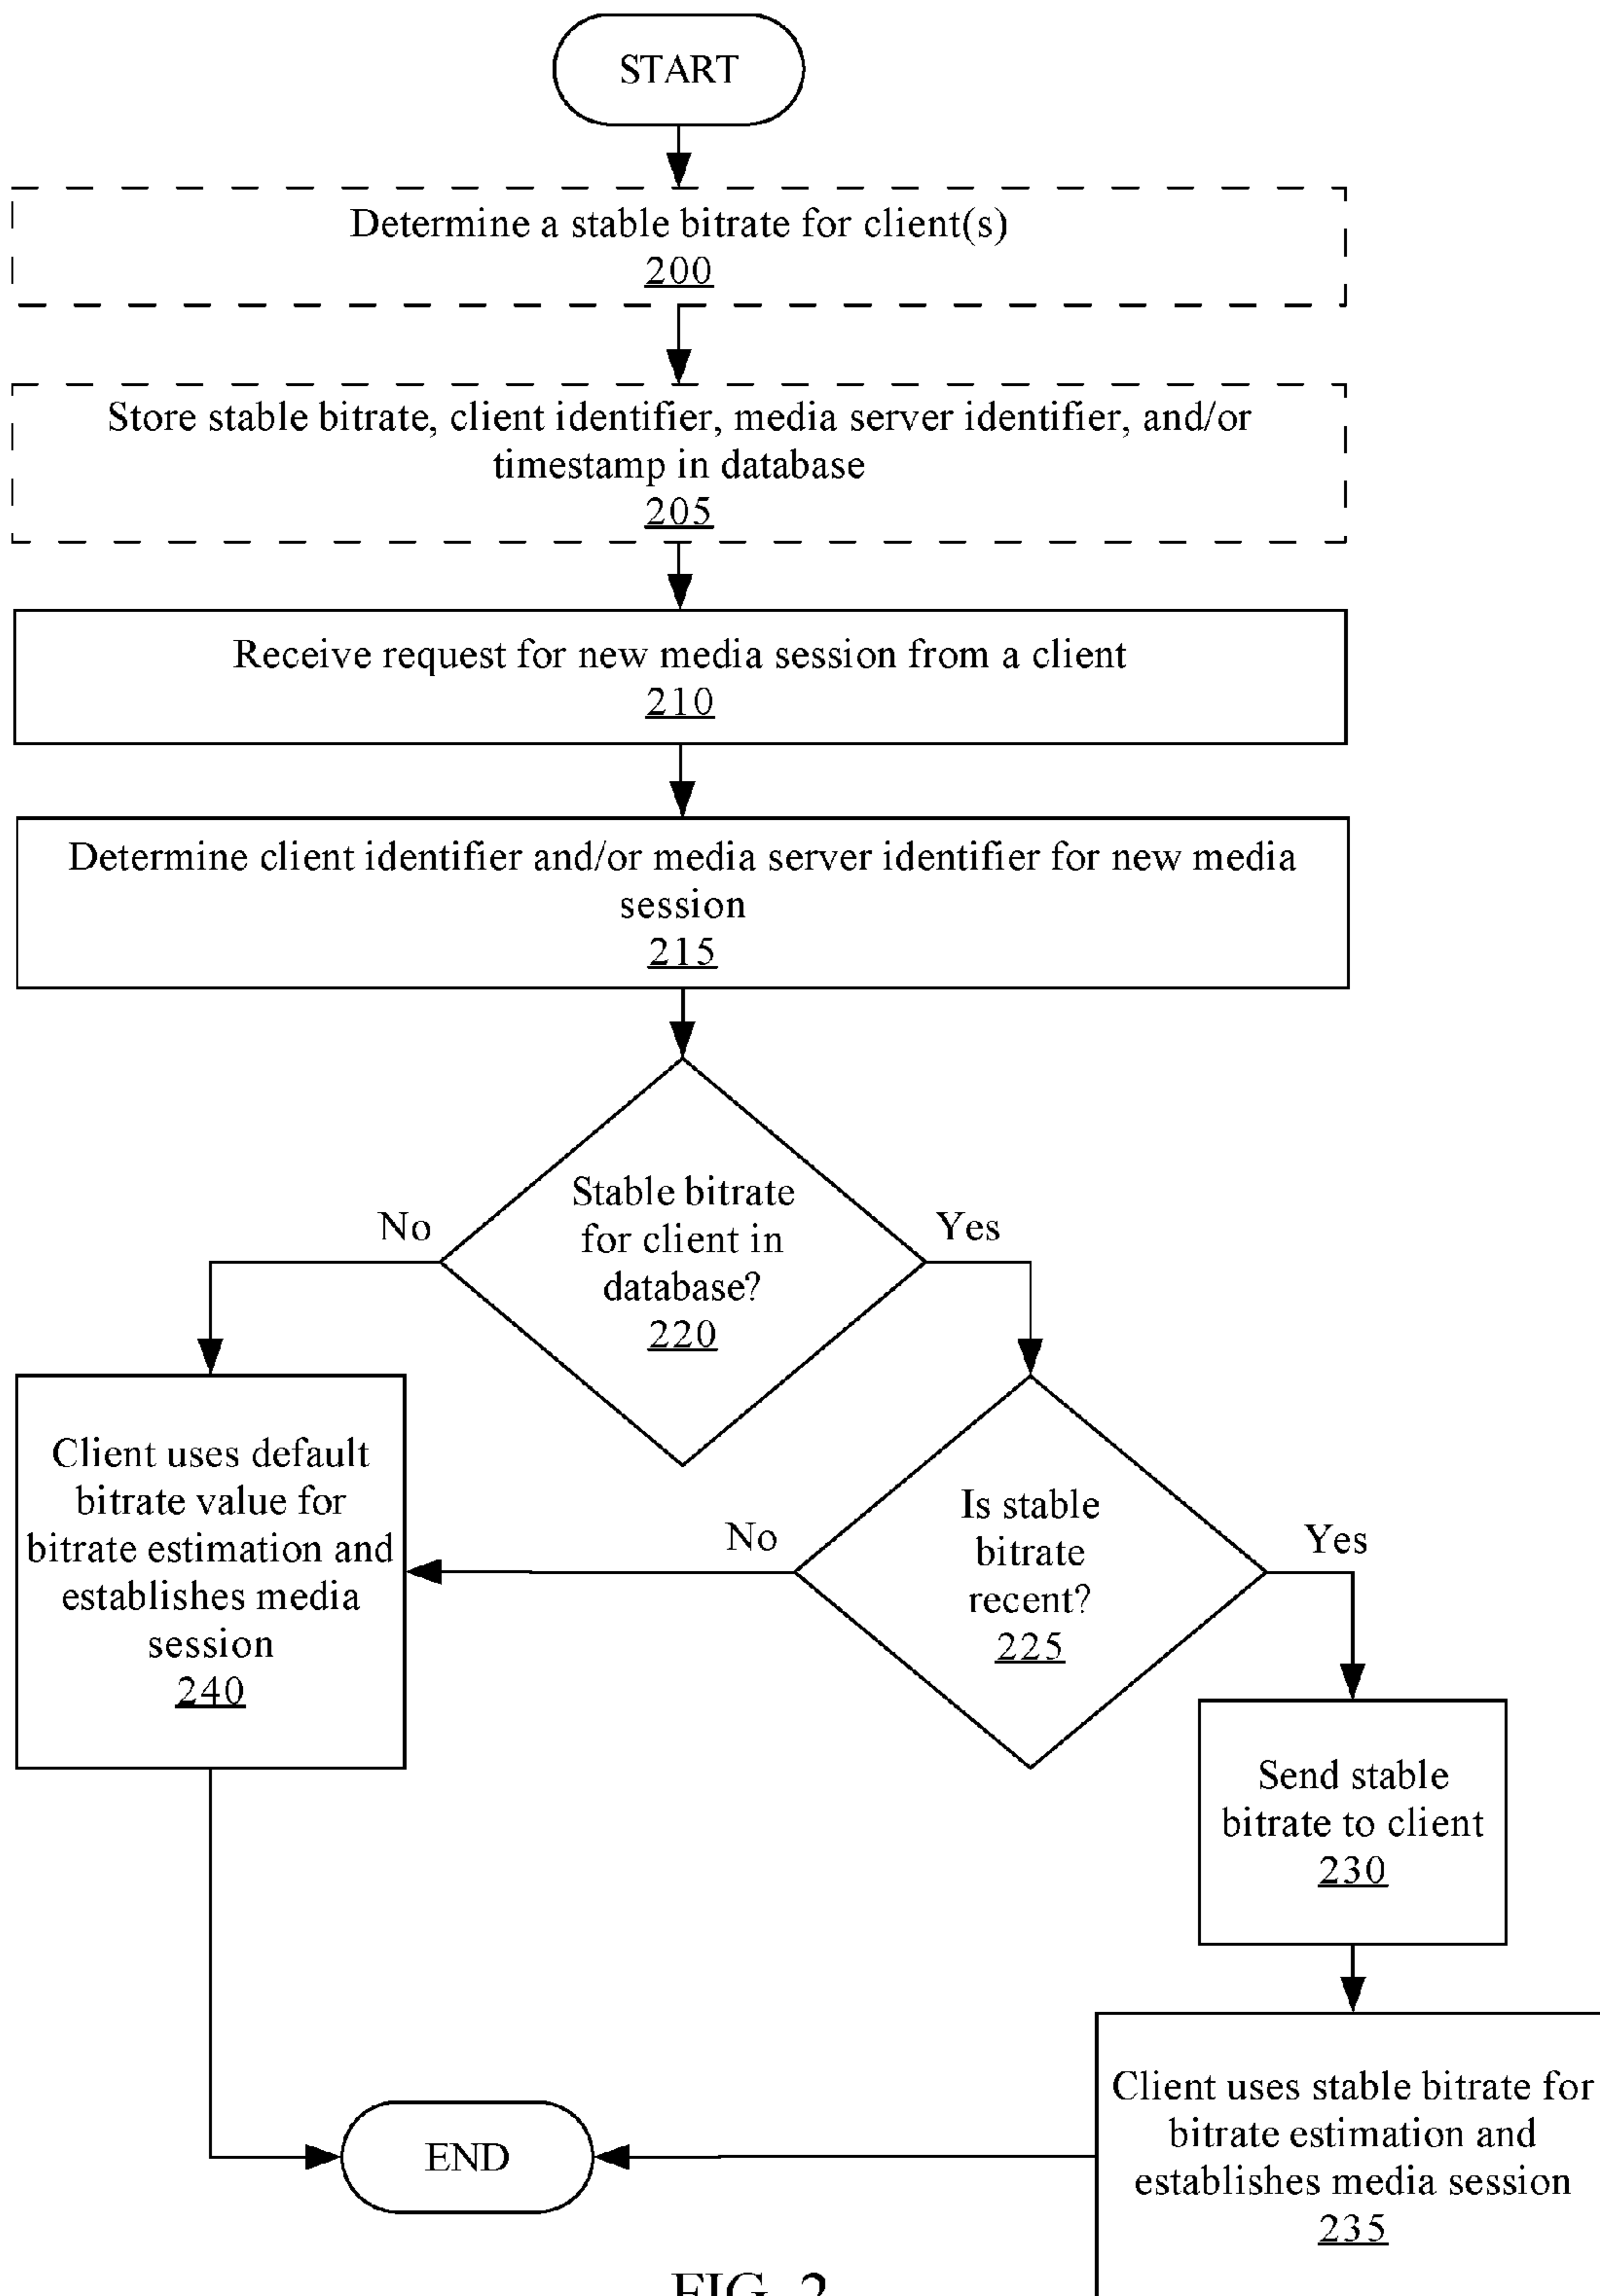 START
Determine a stable bitrate for client(s)
200
Store stable bitrate, client identifier, media server identifier, and/or
timestamp in database
205
Receive request for new media session from a client
210
Determine client identifier and/or media server identifier for new media
session
215
Stable bitrate
for client in
database?
220
No
Yes
Client uses default
bitrate value for
bitrate estimation and
establishes media
session
240
Is stable
bitrate
recent?
225
No
Yes
Send stable
bitrate to client
230
Client uses stable bitrate for
bitrate estimation and
establishes media session
235
END
FIG. 2